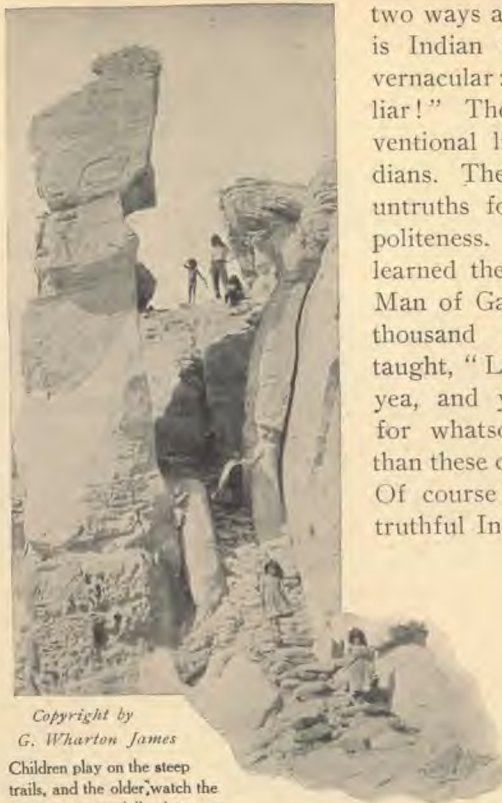 two ways a
is Indian
vernacular:
liar!" The
ventional l
dians. The
untruths fo
politeness.
learned the
Man of Ga
thousand
taught, "L
yea, and y
for whatso
than these c
Of course
truthful In
Copyright by
G. Wharton James
Children play on the steep
trails, and the older, watch the